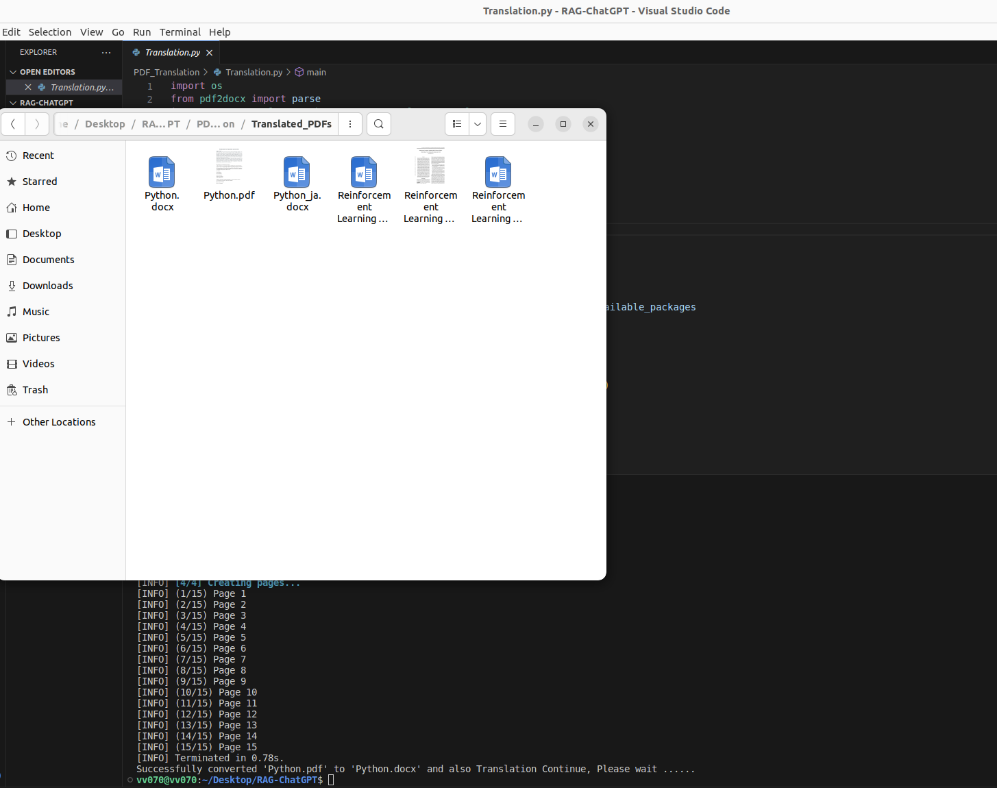 Translation.py - RAG-ChatGPT - Visual Studio Code
Edit Selection View Go Run Terminal Help
EXPLORER ... Translation.py
OPEN EDITORS
PDF_Translation > Translation.py > main
Translation.py...
1 import os
RAG-CHATGPT
2 from pdf2docx import parse
/ Desktop / RA...PT / PD...on / Translated_PDFs
Recent
Starred
Home
Desktop
Documents
Downloads
Music
Pictures
Videos
Trash
+ Other Locations
Python.
docx
Python.pdf
Python_ja.
docx
Reinforcem
ent
Learning ...
Reinforcem
ent
Learning ...
Reinforcem
ent
Learning ...
ailable_packages
)
[INFO] (4/4) Creating pages...
[INFO] (1/15) Page 1
[INFO] (2/15) Page 2
[INFO] (3/15) Page 3
[INFO] (4/15) Page 4
[INFO] (5/15) Page 5
[INFO] (6/15) Page 6
[INFO] (7/15) Page 7
[INFO] (8/15) Page 8
[INFO] (9/15) Page 9
[INFO] (10/15) Page 10
[INFO] (11/15) Page 11
[INFO] (12/15) Page 12
[INFO] (13/15) Page 13
[INFO] (14/15) Page 14
[INFO] (15/15) Page 15
[INFO] Terminated in 0.78s.
Successfully converted 'Python.pdf' to 'Python.docx' and also Translation Continue, Please wait ......
vv070@vv070:~/Desktop/RAG-ChatGPT$